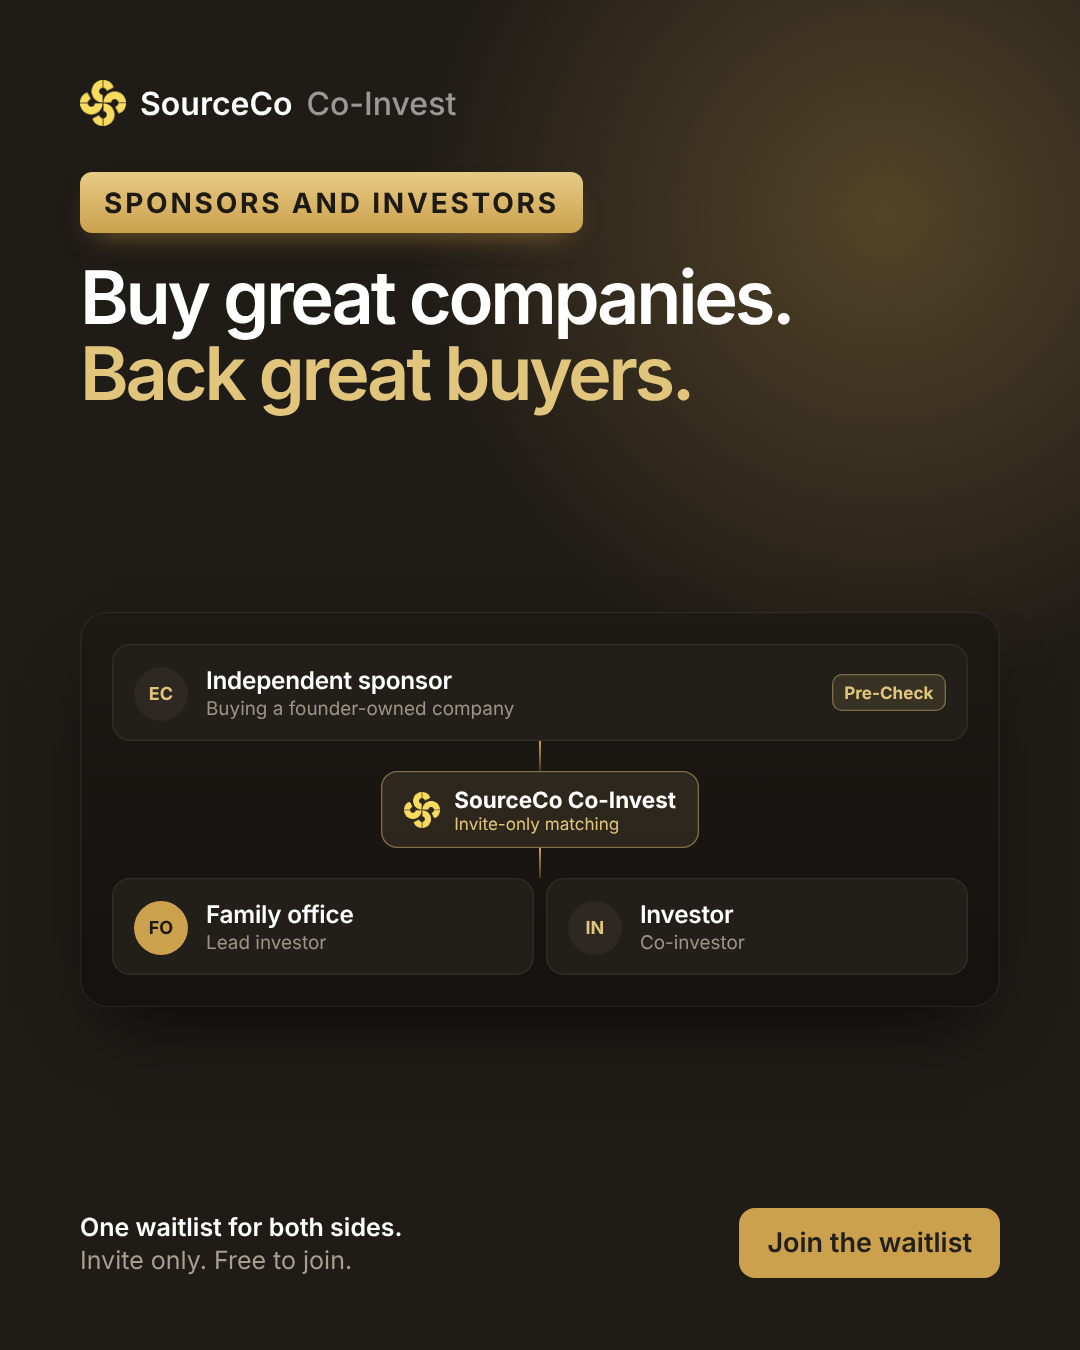 SourceCo Co-Invest
SPONSORS AND INVESTORS
Buy great companies.
Back great buyers.
EC
Independent sponsor
Buying a founder-owned company
Pre-Check
SourceCo Co-Invest
Invite-only matching
FO
Family office
Lead investor
IN
Investor
Co-investor
One waitlist for both sides.
Invite only. Free to join.
Join the waitlist